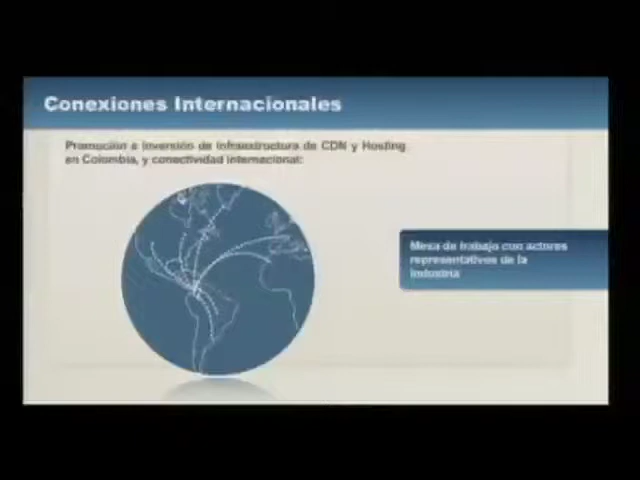 Conexiones Internacionales
Promoción e inversión de infraestructura de CDN y Hosting
en Colombia, y conectividad internacional:
Mesa de trabajo con actores
representativos de la
industria